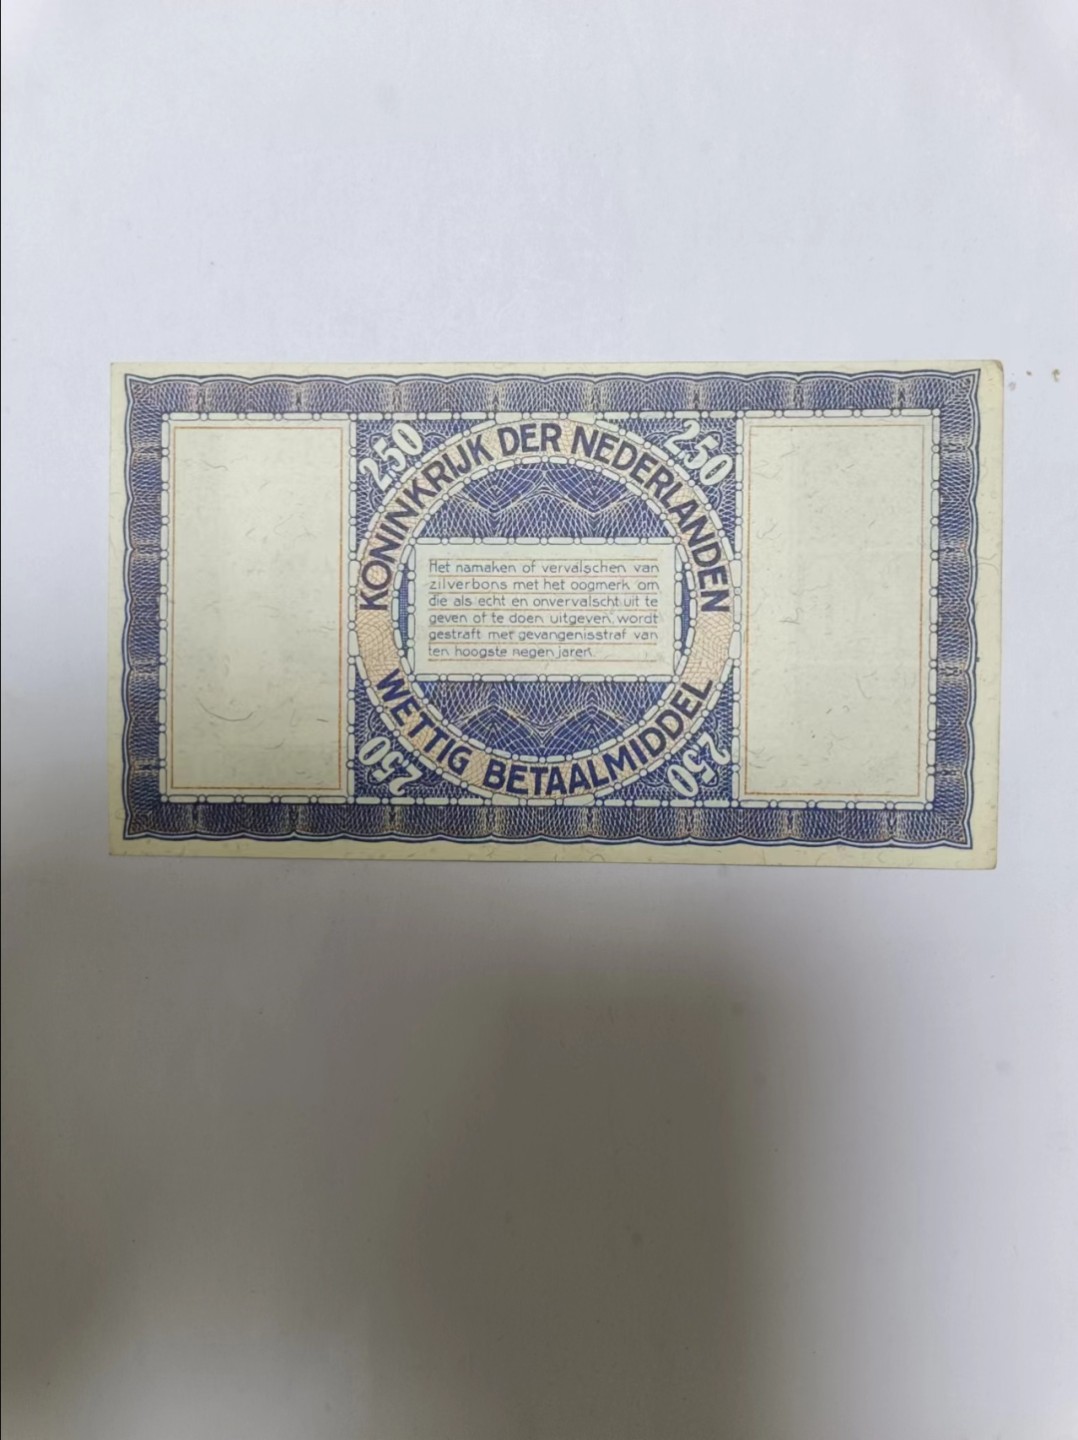 250
250
KONINKRIJK DER NEDERLANDEN
Het namaken of vervalschen van
zilverbons met het oogmerk om
die als echt en onvervalscht uit te
geven of te doen uitgeven, wordt
gestraft met gevangenisstraf van
ten hoogste negen jaren.
WETTIG BETAALMIDDEL
250
250